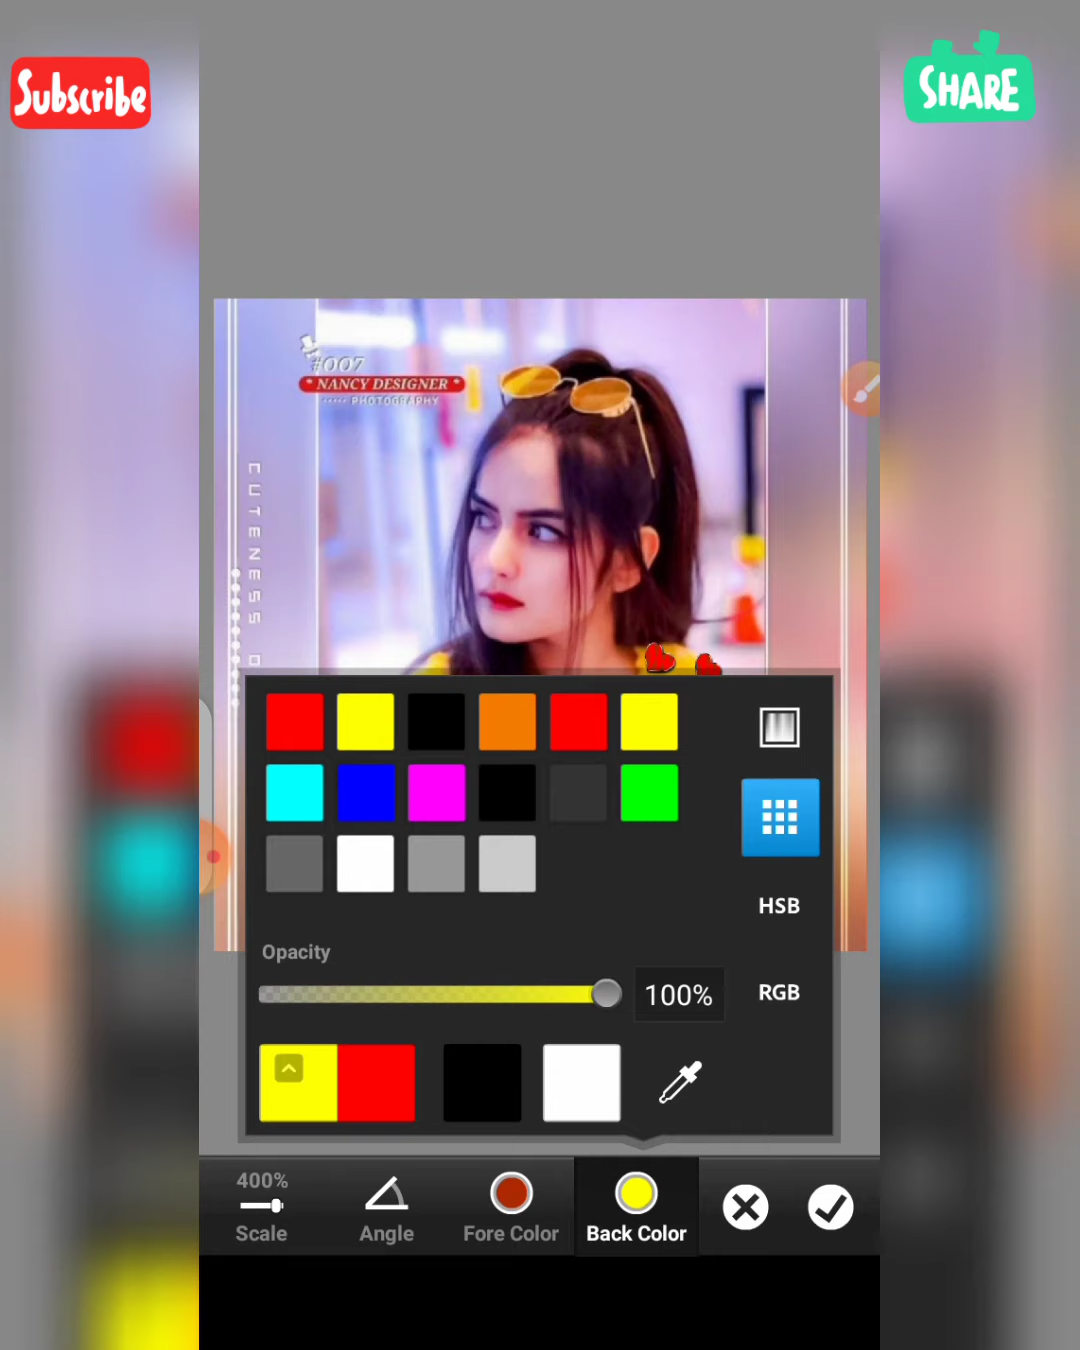 Subscribe
SHARE
#007
* NANCY DESIGNER *
PHOTOGRAPHY
CUTENESS
HSB
Opacity
100%
RGB
400%
Scale
Angle
Fore Color
Back Color